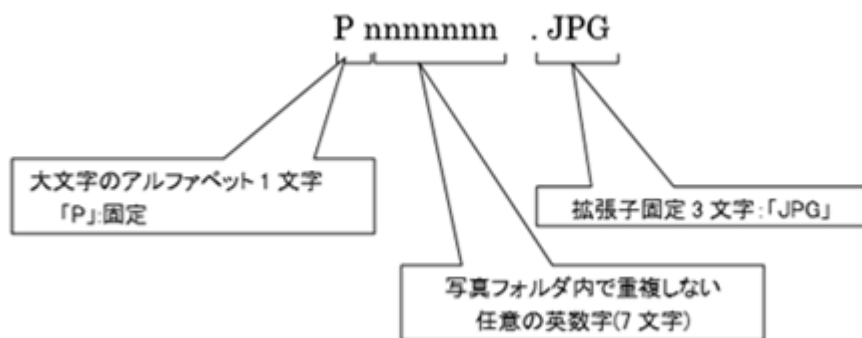 P nnnnnnn .JPG
大文字のアルファベット1文字
「P」:固定
拡張子固定3文字:「JPG」
写真フォルダ内で重複しない
任意の英数字(7文字)